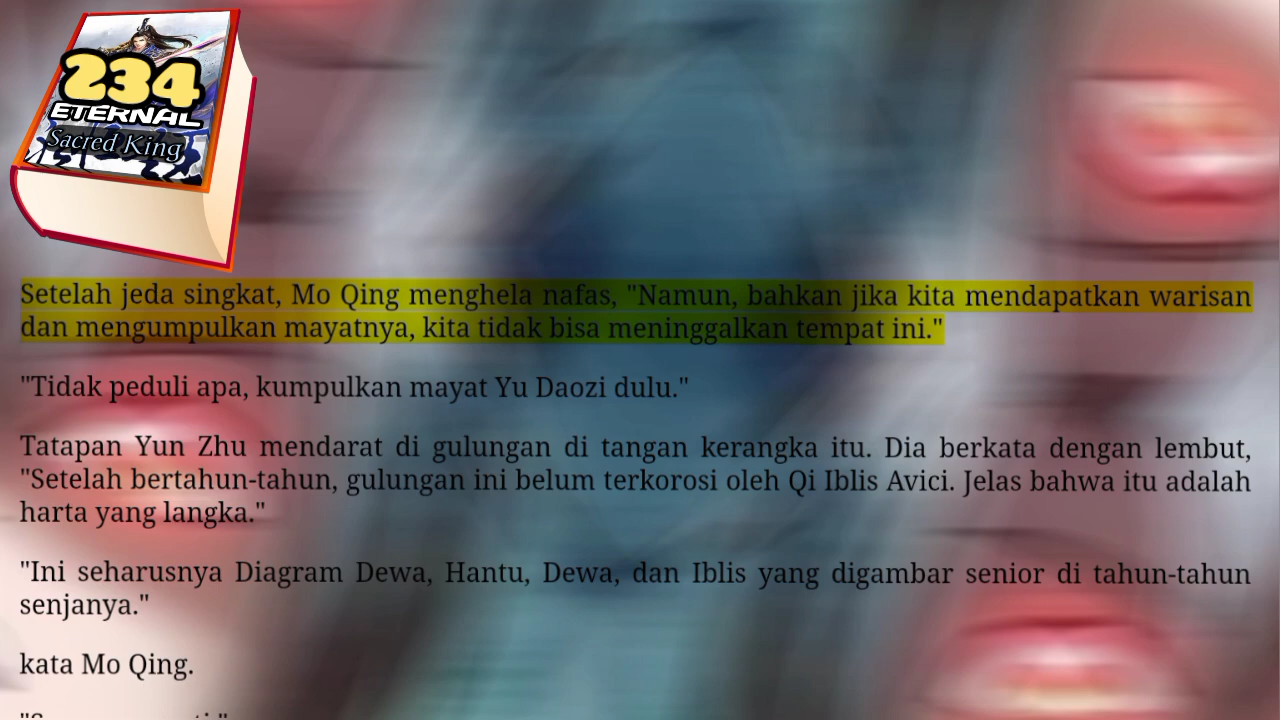 234
ETERNAL
Sacred King
Setelah jeda singkat, Mo Qing menghela nafas, "Namun, bahkan jika kita mendapatkan warisan
dan mengumpulkan mayatnya, kita tidak bisa meninggalkan tempat ini."
"Tidak peduli apa, kumpulkan mayat Yu Daozi dulu."
Tatapan Yun Zhu mendarat di gulungan di tangan kerangka itu. Dia berkata dengan lembut,
"Setelah bertahun-tahun, gulungan ini belum terkorosi oleh Qi Iblis Avici. Jelas bahwa itu adalah
harta yang langka."
"Ini seharusnya Diagram Dewa, Hantu, Dewa, dan Iblis yang digambar senior di tahun-tahun
senjanya."
kata Mo Qing.